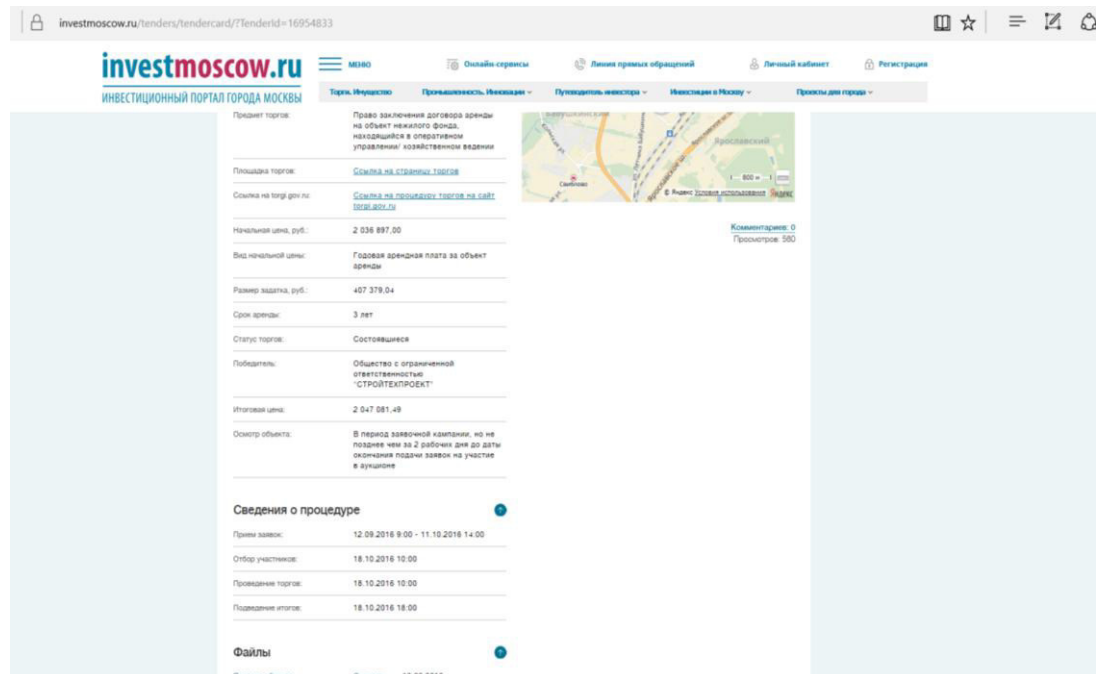 investmoscow.ru/tenders/tendercard/?TenderId=16954833
investmoscow.ru
ИНВЕСТИЦИОННЫЙ ПОРТАЛ ГОРОДА МОСКВЫ
МЕНЮ
Онлайн-сервисы
Линия прямых обращений
Личный кабинет
Регистрация
Торги. Имущество
Промышленность. Инновации
Путеводитель инвестора
Инвестиции в Москву
Проекты для города
Предмет торгов:
Право заключения договора аренды
на объект нежилого фонда,
находящийся в оперативном
управлении/ хозяйственном ведении
Площадка торгов:
Ссылка на страницу торгов
Ссылка на torgi.gov.ru:
Ссылка на процедуру торгов на сайт
torgi.gov.ru
Начальная цена, руб.:
2 036 897,00
Вид начальной цены:
Годовая арендная плата за объект
аренды
Размер задатка, руб.:
407 379,04
Срок аренды:
3 лет
Статус торгов:
Состоявшиеся
Победитель:
Общество с ограниченной
ответственностью
"СТРОЙТЕХПРОЕКТ"
Итоговая цена:
2 047 081,49
Осмотр объекта:
В период заявочной кампании, но не
позднее чем за 2 рабочих дня до даты
окончания подачи заявок на участие
в аукционе
Бабушкинский
Ярославский
Свиблово
800 м
© Яндекс Условия использования Яндекс
Комментариев: 0
Просмотров: 580
Сведения о процедуре
Прием заявок:
12.09.2016 9:00 - 11.10.2016 14:00
Отбор участников:
18.10.2016 10:00
Проведение торгов:
18.10.2016 10:00
Подведение итогов:
18.10.2016 18:00
Файлы